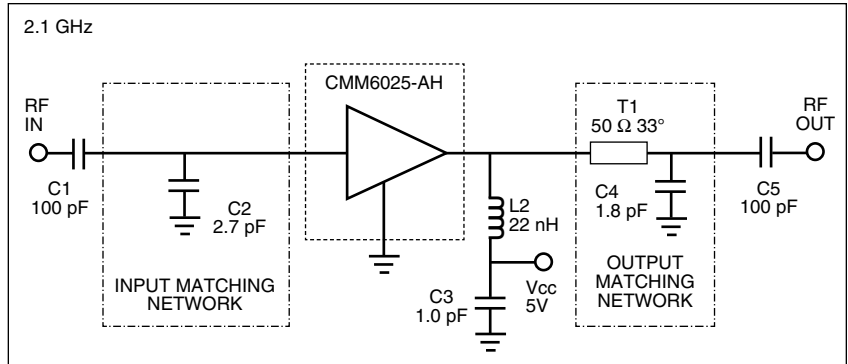 2.1 GHz
CMM6025-AH
T1
50 Ω 33°
RF
IN
RF
OUT
C1
100 pF
C2
2.7 pF
L2
22 nH
C4
1.8 pF
C5
100 pF
INPUT MATCHING
NETWORK
C3
1.0 pF
Vcc
5V
OUTPUT
MATCHING
NETWORK